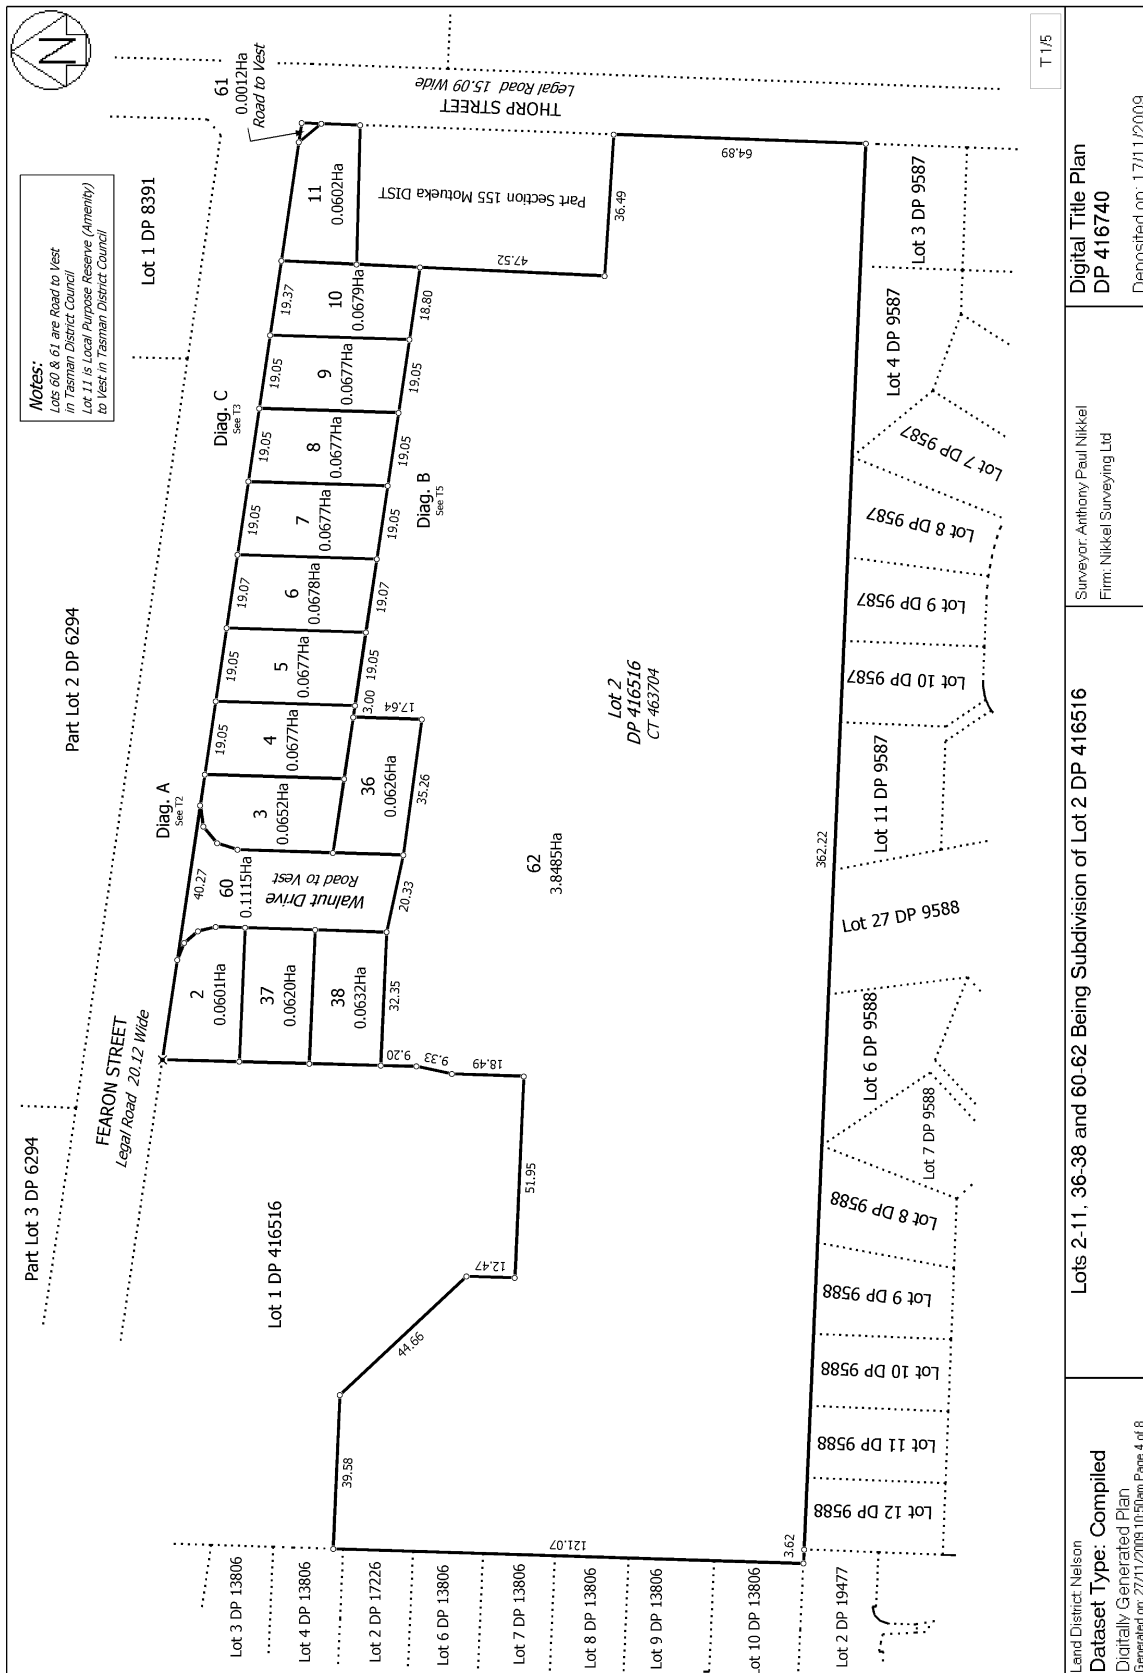 N
61
0.0012Ha
Road to Vest
Notes:
Lots 60 & 61 are Road to Vest
in Tasman District Council
Lot 11 is Local Purpose Reserve (Amenity)
to Vest in Tasman District Council
Lot 1 DP 8391
Part Lot 2 DP 6294
Part Lot 3 DP 6294
THORP STREET
Legal Road 15.09 Wide
FEARON STREET
Legal Road 20.12 Wide
Diag. A
See T2
Diag. C
See T3
Diag. B
See T5
Part Section 155 Motueka DIST
2
0.0601Ha
37
0.0620Ha
38
0.0632Ha
60
0.1115Ha
Walnut Drive
Road to Vest
3
0.0652Ha
36
0.0626Ha
4
0.0677Ha
5
0.0677Ha
6
0.0678Ha
7
0.0677Ha
8
0.0677Ha
9
0.0677Ha
10
0.0679Ha
11
0.0602Ha
40.27
19.05
19.05
19.07
19.05
19.05
19.05
19.37
3.00
19.05
19.07
19.05
19.05
19.05
18.80
17.64
35.26
20.33
32.35
9.20
9.33
18.49
51.95
12.47
44.66
39.58
121.07
3.62
362.22
64.89
36.49
47.52
Lot 2
DP 416516
CT 463704
62
3.8485Ha
Lot 1 DP 416516
Lot 3 DP 13806
Lot 4 DP 13806
Lot 2 DP 17226
Lot 6 DP 13806
Lot 7 DP 13806
Lot 8 DP 13806
Lot 9 DP 13806
Lot 10 DP 13806
Lot 2 DP 19477
Lot 12 DP 9588
Lot 11 DP 9588
Lot 10 DP 9588
Lot 9 DP 9588
Lot 8 DP 9588
Lot 7 DP 9588
Lot 6 DP 9588
Lot 27 DP 9588
Lot 11 DP 9587
Lot 10 DP 9587
Lot 9 DP 9587
Lot 8 DP 9587
Lot 7 DP 9587
Lot 4 DP 9587
Lot 3 DP 9587
T 1/5
Land District: Nelson
Dataset Type: Compiled
Digitally Generated Plan
Generated on: 27/11/2009 10:50am Page 4 of 8
Lots 2-11, 36-38 and 60-62 Being Subdivision of Lot 2 DP 416516
Surveyor: Anthony Paul Nikkel
Firm: Nikkel Surveying Ltd
Digital Title Plan
DP 416740
Deposited on: 17/11/2009